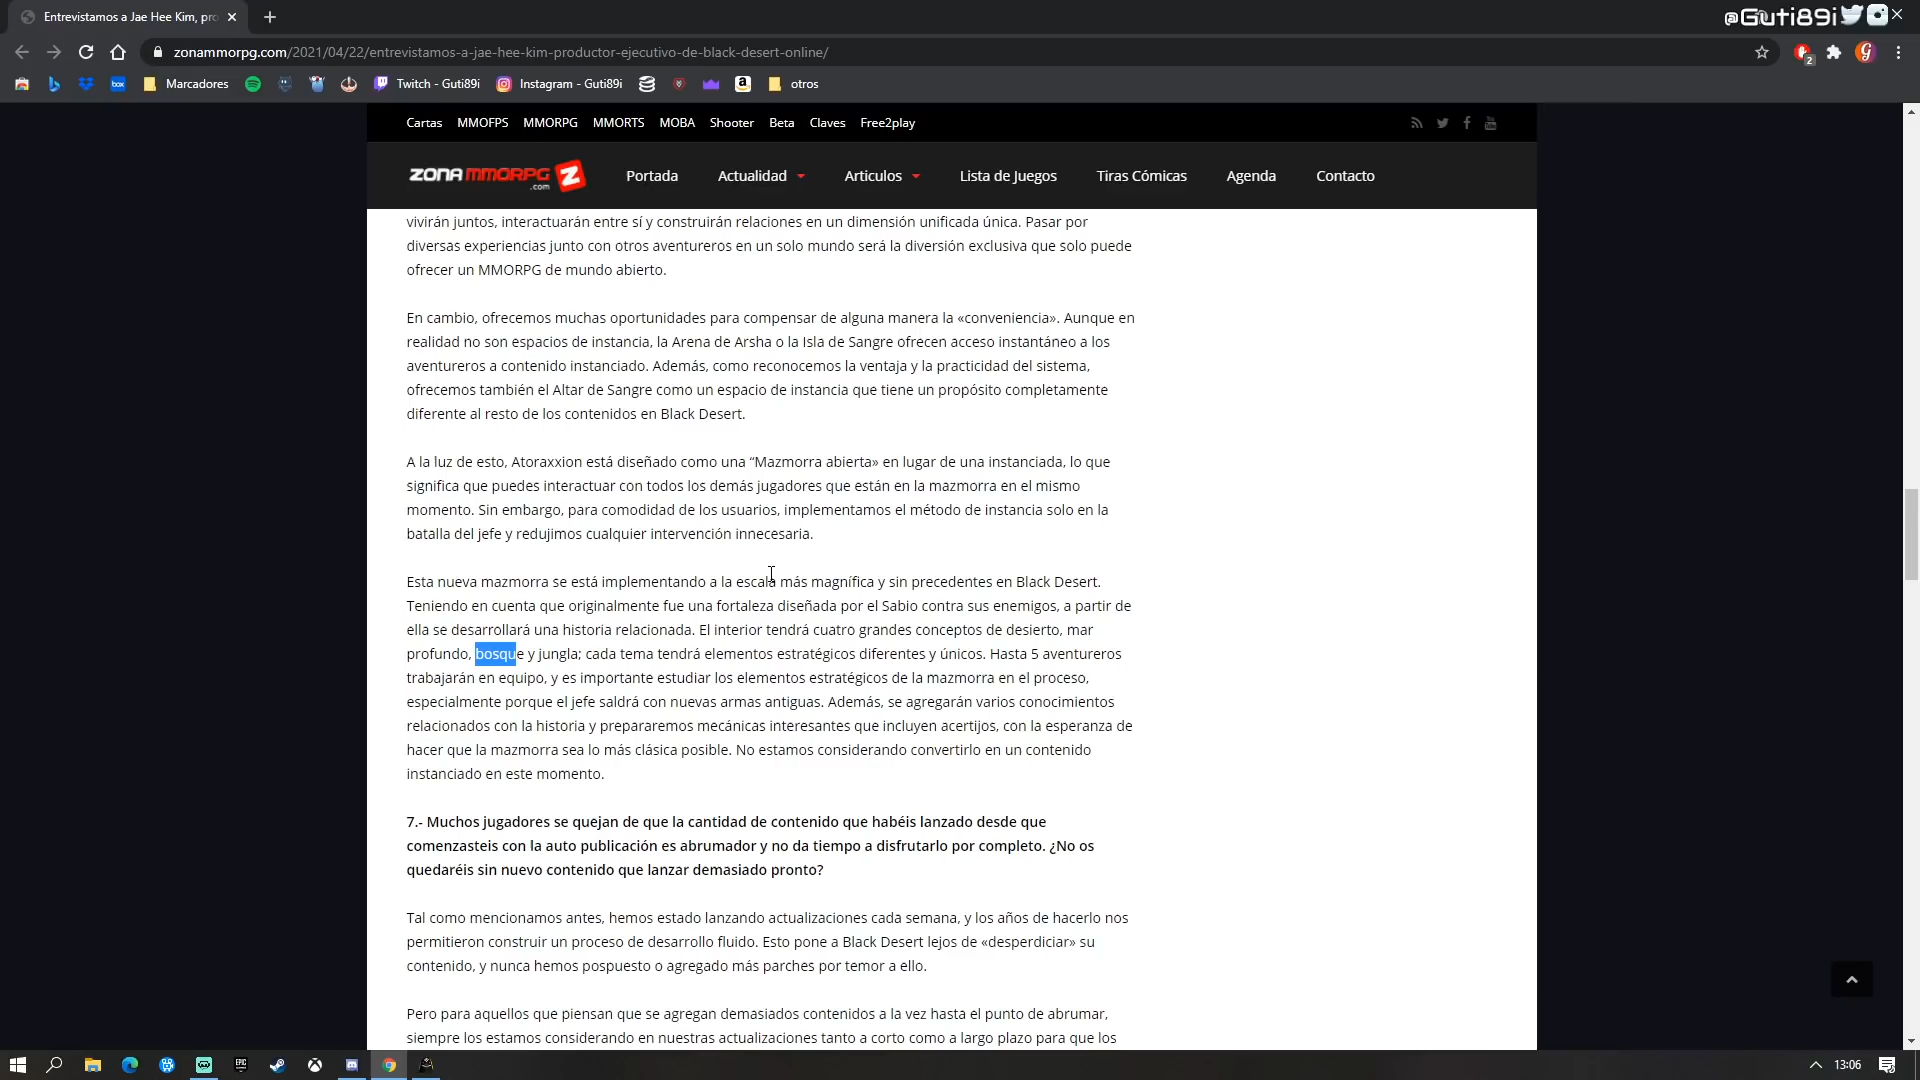 Entrevistamos a Jae Hee Kim, pro
@Guti89i
zonammorpg.com/2021/04/22/entrevistamos-a-jae-hee-kim-productor-ejecutivo-de-black-desert-online/
2
box
Marcadores
Twitch - Guti89i
Instagram - Guti89i
otros
Cartas MMOFPS MMORPG MMORTS MOBA Shooter Beta Claves Free2play
ZONA MMORPG .com Z
Portada Actualidad Articulos Lista de Juegos Tiras Cómicas Agenda Contacto
vivirán juntos, interactuarán entre sí y construirán relaciones en un dimensión unificada única. Pasar por
diversas experiencias junto con otros aventureros en un solo mundo será la diversión exclusiva que solo puede
ofrecer un MMORPG de mundo abierto.
En cambio, ofrecemos muchas oportunidades para compensar de alguna manera la «conveniencia». Aunque en
realidad no son espacios de instancia, la Arena de Arsha o la Isla de Sangre ofrecen acceso instantáneo a los
aventureros a contenido instanciado. Además, como reconocemos la ventaja y la practicidad del sistema,
ofrecemos también el Altar de Sangre como un espacio de instancia que tiene un propósito completamente
diferente al resto de los contenidos en Black Desert.
A la luz de esto, Atoraxxion está diseñado como una “Mazmorra abierta» en lugar de una instanciada, lo que
significa que puedes interactuar con todos los demás jugadores que están en la mazmorra en el mismo
momento. Sin embargo, para comodidad de los usuarios, implementamos el método de instancia solo en la
batalla del jefe y redujimos cualquier intervención innecesaria.
Esta nueva mazmorra se está implementando a la escala más magnífica y sin precedentes en Black Desert.
Teniendo en cuenta que originalmente fue una fortaleza diseñada por el Sabio contra sus enemigos, a partir de
ella se desarrollará una historia relacionada. El interior tendrá cuatro grandes conceptos de desierto, mar
profundo, bosque y jungla; cada tema tendrá elementos estratégicos diferentes y únicos. Hasta 5 aventureros
trabajarán en equipo, y es importante estudiar los elementos estratégicos de la mazmorra en el proceso,
especialmente porque el jefe saldrá con nuevas armas antiguas. Además, se agregarán varios conocimientos
relacionados con la historia y prepararemos mecánicas interesantes que incluyen acertijos, con la esperanza de
hacer que la mazmorra sea lo más clásica posible. No estamos considerando convertirlo en un contenido
instanciado en este momento.
7.- Muchos jugadores se quejan de que la cantidad de contenido que habéis lanzado desde que
comenzasteis con la auto publicación es abrumador y no da tiempo a disfrutarlo por completo. ¿No os
quedaréis sin nuevo contenido que lanzar demasiado pronto?
Tal como mencionamos antes, hemos estado lanzando actualizaciones cada semana, y los años de hacerlo nos
permitieron construir un proceso de desarrollo fluido. Esto pone a Black Desert lejos de «desperdiciar» su
contenido, y nunca hemos pospuesto o agregado más parches por temor a ello.
Pero para aquellos que piensan que se agregan demasiados contenidos a la vez hasta el punto de abrumar,
siempre los estamos considerando en nuestras actualizaciones tanto a corto como a largo plazo para que los
13:06